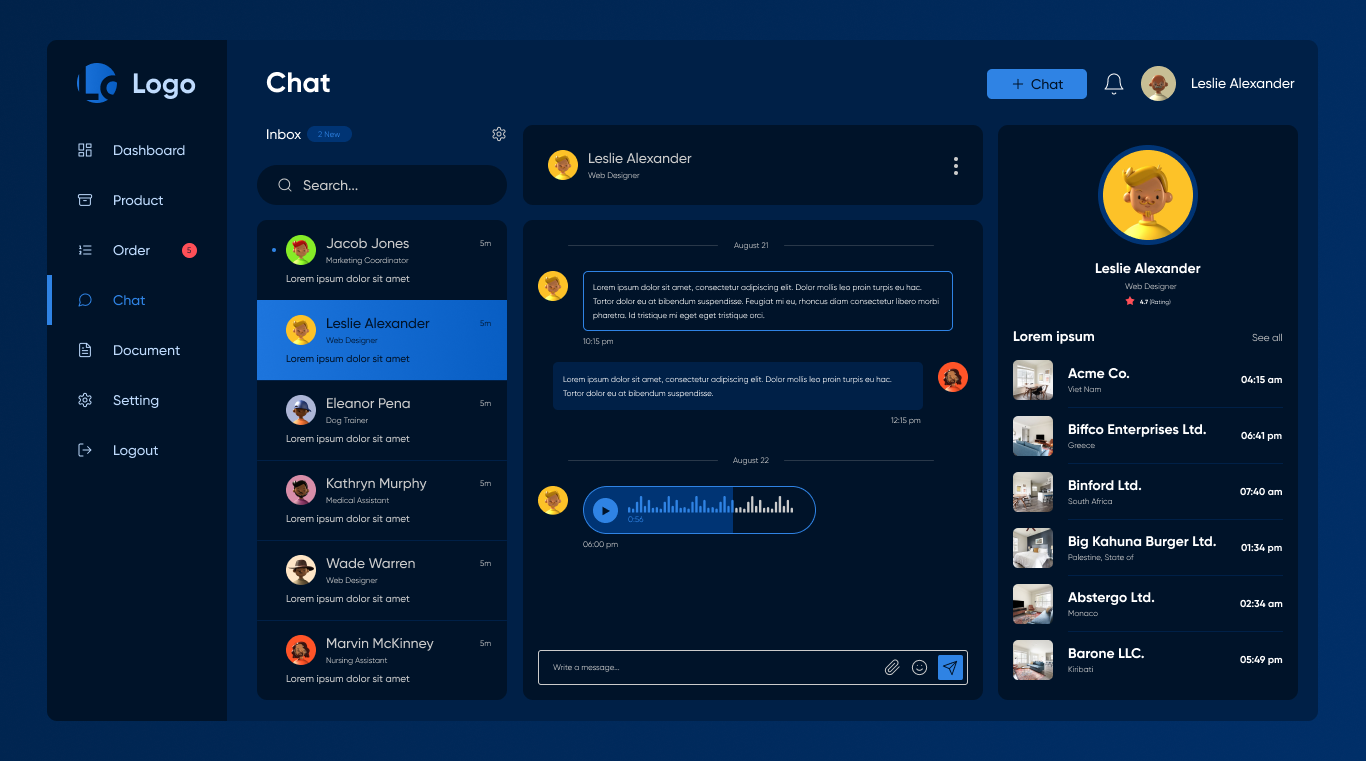 Logo
Dashboard
Product
Order
5
Chat
Document
Setting
Logout
Chat
+ Chat
Leslie Alexander
Inbox
2 New
Search...
Jacob Jones
5m
Marketing Coordinator
Lorem ipsum dolor sit amet
Leslie Alexander
5m
Web Designer
Lorem ipsum dolor sit amet
Eleanor Pena
5m
Dog Trainer
Lorem ipsum dolor sit amet
Kathryn Murphy
5m
Medical Assistant
Lorem ipsum dolor sit amet
Wade Warren
5m
Web Designer
Lorem ipsum dolor sit amet
Marvin McKinney
5m
Nursing Assistant
Lorem ipsum dolor sit amet
Leslie Alexander
Web Designer
August 21
Lorem ipsum dolor sit amet, consectetur adipiscing elit. Dolor mollis leo proin turpis eu hac.
Tortor dolor eu at bibendum suspendisse. Feugiat mi eu, rhoncus diam consectetur libero morbi
pharetra. Id tristique mi eget eget tristique orci.
10:15 pm
Lorem ipsum dolor sit amet, consectetur adipiscing elit. Dolor mollis leo proin turpis eu hac.
Tortor dolor eu at bibendum suspendisse.
12:15 pm
August 22
0:56
06:00 pm
Write a message...
Leslie Alexander
Web Designer
4.7 (Rating)
Lorem ipsum
See all
Acme Co.
Viet Nam
04:15 am
Biffco Enterprises Ltd.
Greece
06:41 pm
Binford Ltd.
South Africa
07:40 am
Big Kahuna Burger Ltd.
Palestine, State of
01:34 pm
Abstergo Ltd.
Monaco
02:34 am
Barone LLC.
Kiribati
05:49 pm